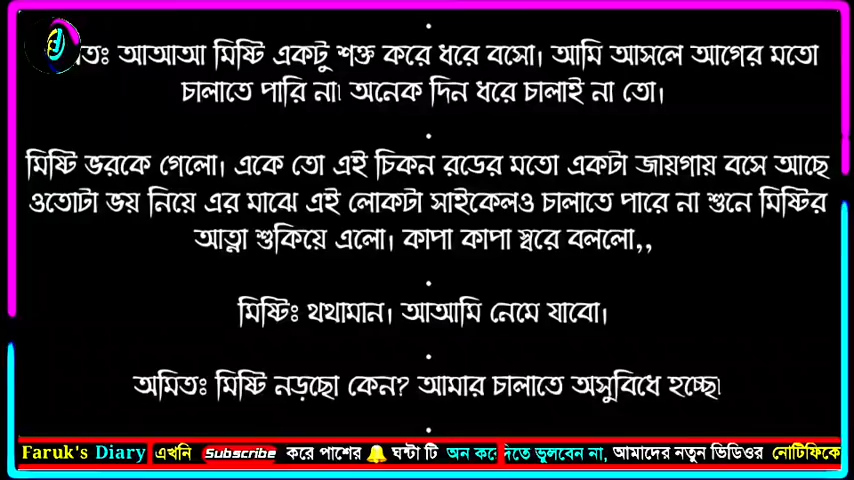 .
তঃ আআআ মিষ্টি একটু শক্ত করে ধরে বসো। আমি আসলে আগের মতো
চালাতে পারি না। অনেক দিন ধরে চালাই না তো।
.
মিষ্টি ভরকে গেলো। একে তো এই চিকন রডের মতো একটা জায়গায় বসে আছে
ওতোটা ভয় নিয়ে এর মাঝে এই লোকটা সাইকেলও চালাতে পারে না শুনে মিষ্টির
আত্না শুকিয়ে এলো। কাপা কাপা স্বরে বললো,,
.
মিষ্টিঃ থথামান। আআমি নেমে যাবো।
.
অমিতঃ মিষ্টি নড়ছো কেন? আমার চালাতে অসুবিধে হচ্ছে।
.
Faruk's Diary এখনি Subscribe করে পাশের 🔔 ঘন্টা টি অন করে দিতে ভুলবেন না, আমাদের নতুন ভিডিওর নোটিফিকে